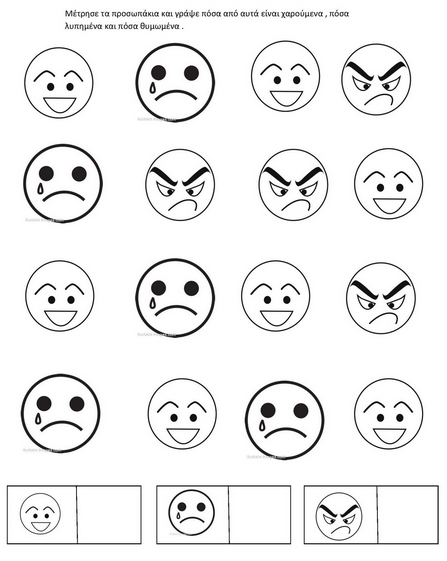 Μέτρησε τα προσωπάκια και γράψε πόσα από αυτά είναι χαρούμενα , πόσα
λυπημένα και πόσα θυμωμένα .